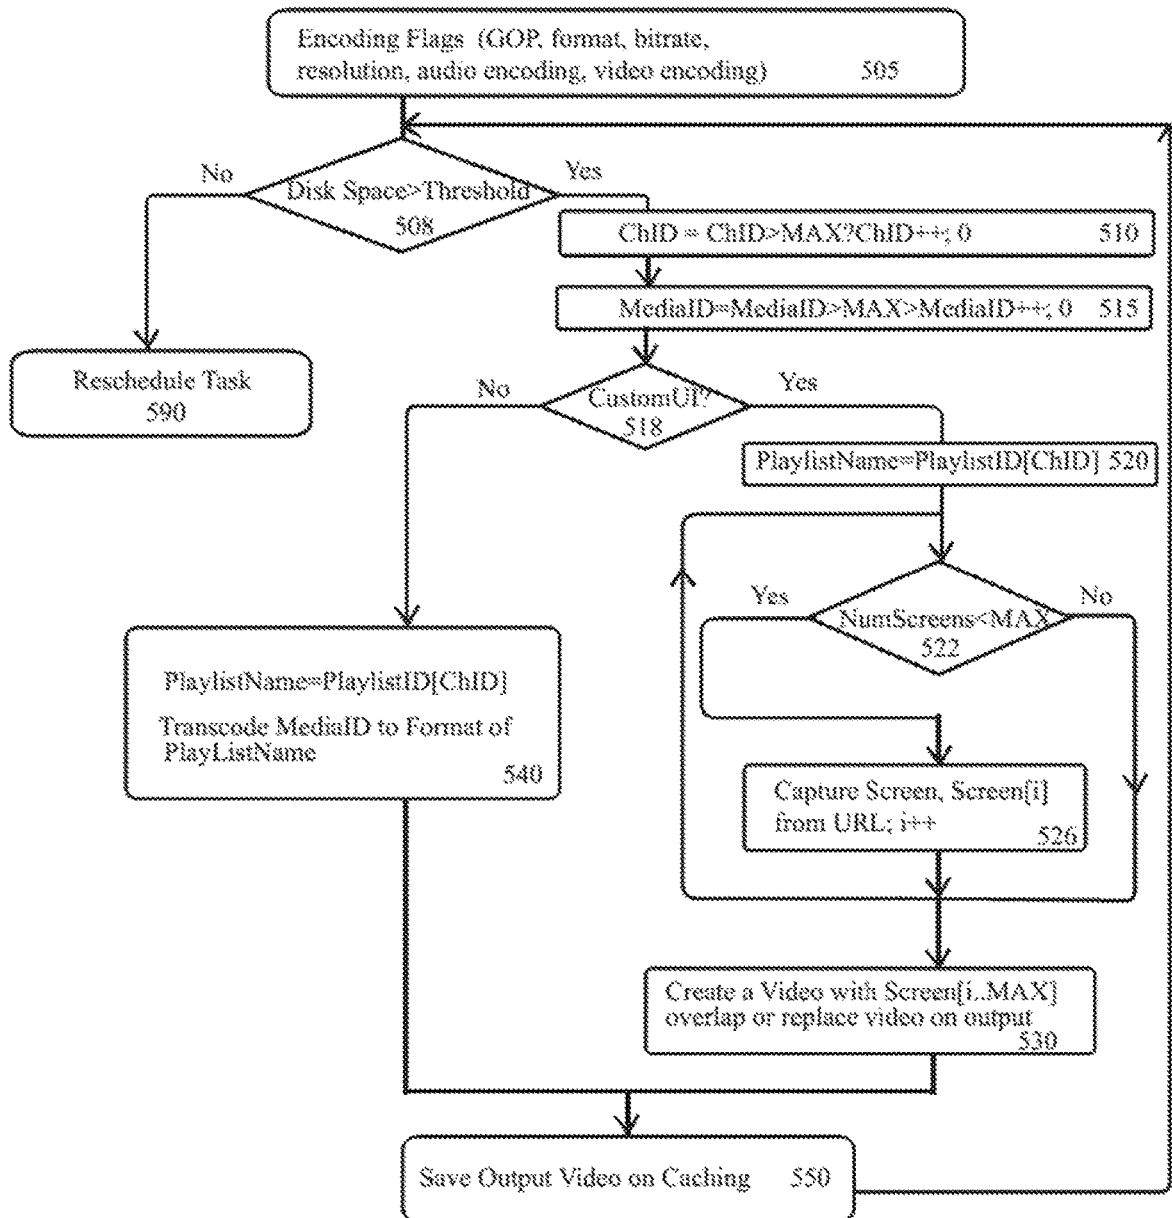 Encoding Flags (GOP, format, bitrate,
resolution, audio encoding, video encoding) 505
No
Yes
Disk Space>Threshold
508
ChID = ChID>MAX?ChID++; 0 510
MediaID=MediaID>MAX>MediaID++; 0 515
Reschedule Task
590
No
Yes
CustomUI?
518
PlaylistName=PlaylistID[ChID] 520
Yes
No
NumScreens<MAX
522
PlaylistName=PlaylistID[ChID]
Transcode MediaID to Format of
PlayListName
540
Capture Screen, Screen[i]
from URL; i++
526
Create a Video with Screen[i..MAX]
overlap or replace video on output
530
Save Output Video on Caching 550